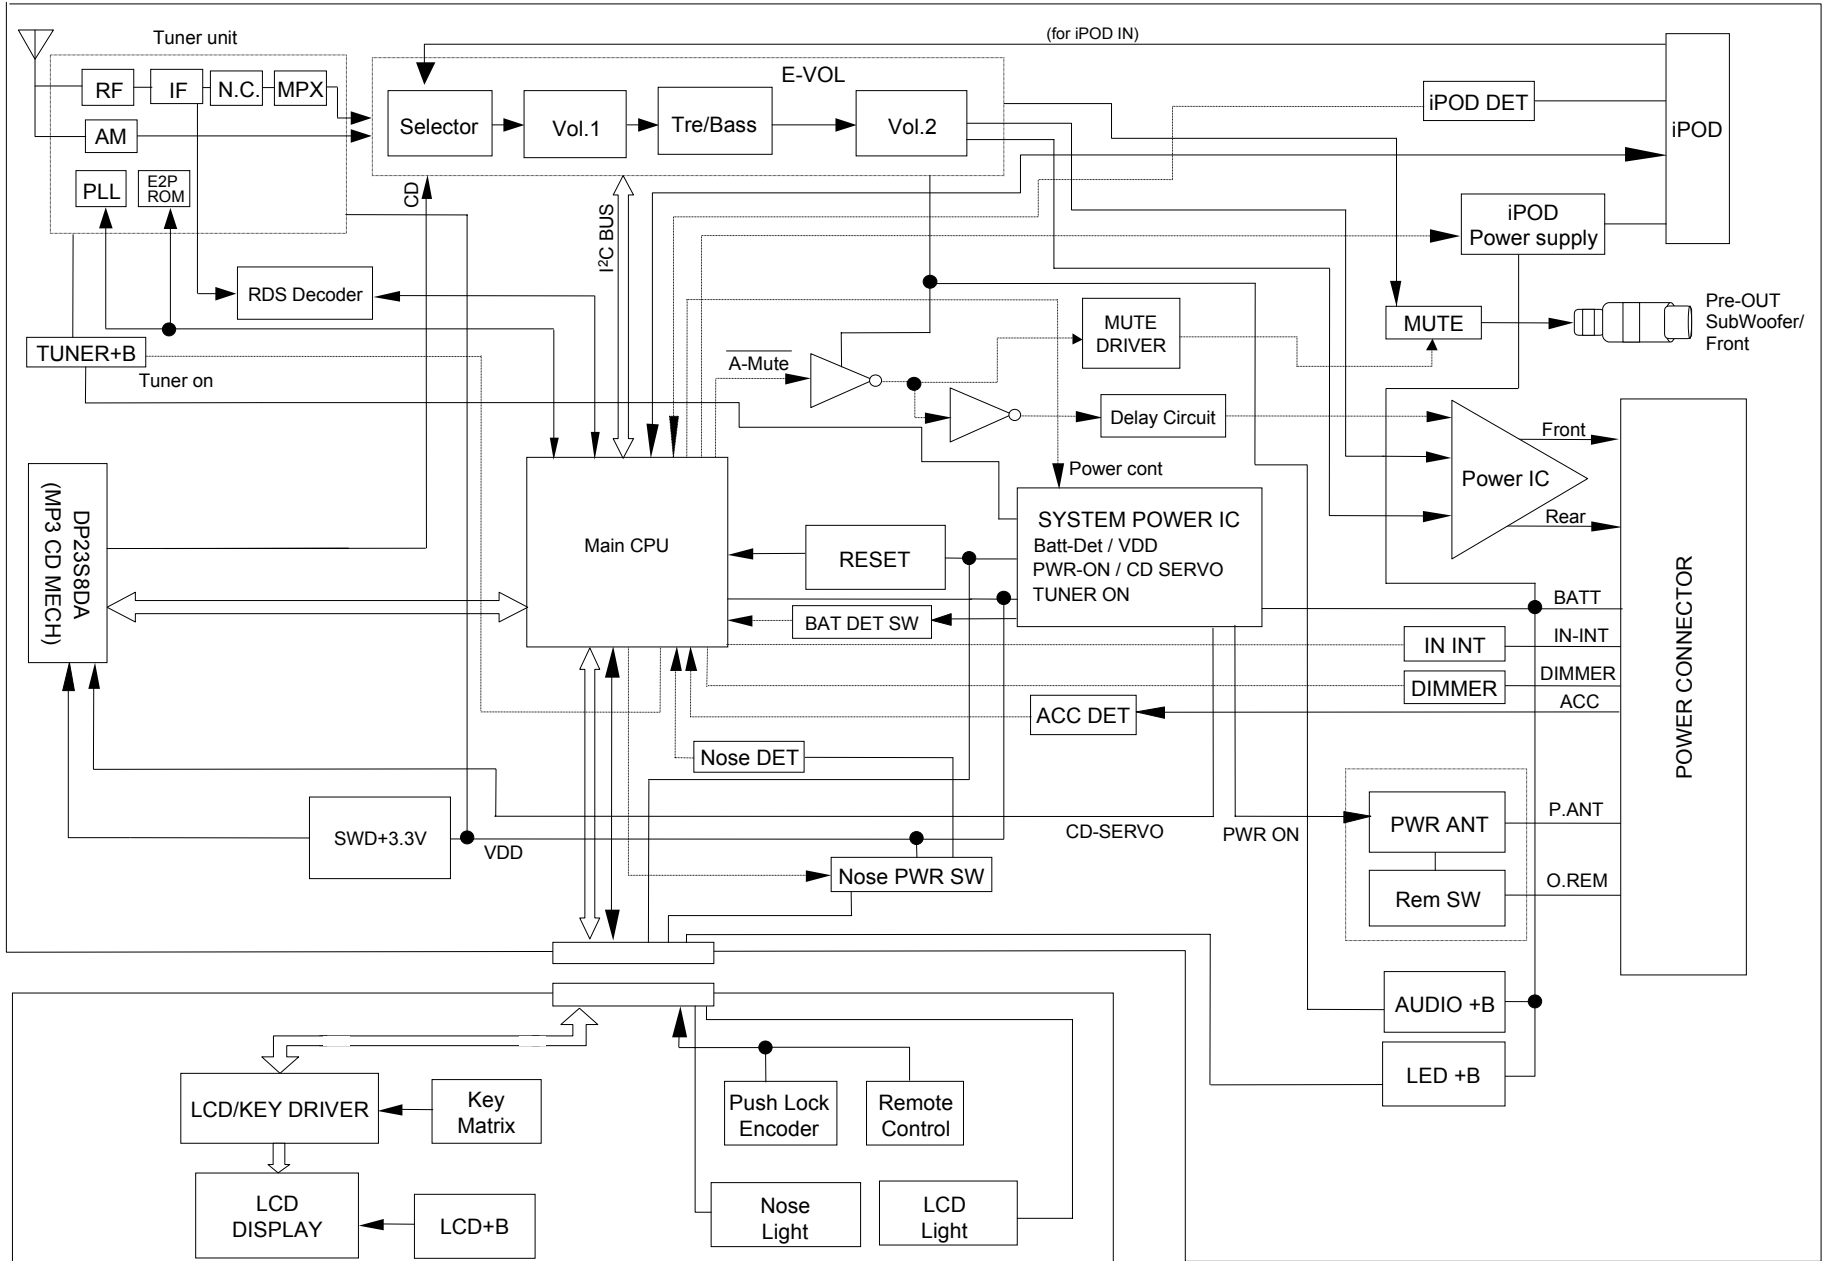 Tuner unit
(for iPOD IN)
E-VOL
RF
IF
N.C.
MPX
iPOD DET
Selector
Vol.1
Tre/Bass
Vol.2
AM
iPOD
PLL
E2P
ROM
CD
I²C BUS
iPOD
Power supply
RDS Decoder
MUTE
DRIVER
MUTE
Pre-OUT
SubWoofer/
Front
TUNER+B
Tuner on
A-Mute
Delay Circuit
Front
Power cont
Power IC
Rear
DP23S8DA
(MP3 CD MECH)
Main CPU
RESET
SYSTEM POWER IC
Batt-Det / VDD
PWR-ON / CD SERVO
TUNER ON
BAT DET SW
BATT
IN INT
IN-INT
DIMMER
DIMMER
ACC DET
ACC
POWER CONNECTOR
Nose DET
SWD+3.3V
VDD
CD-SERVO
PWR ON
PWR ANT
P.ANT
Nose PWR SW
Rem SW
O.REM
AUDIO +B
LED +B
LCD/KEY DRIVER
Key
Matrix
Push Lock
Encoder
Remote
Control
LCD
DISPLAY
LCD+B
Nose
Light
LCD
Light